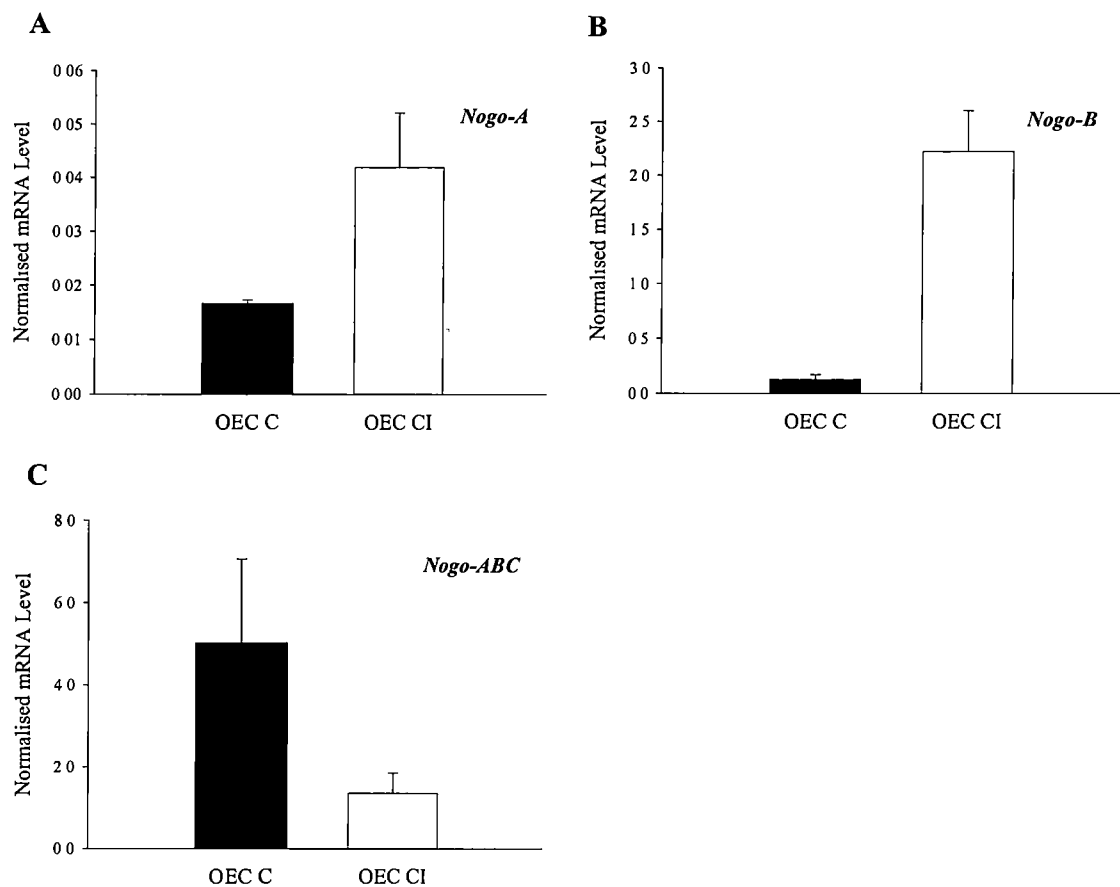 A
Nogo-A
Normalised mRNA Level
0 06
0 05
0 04
0 03
0 02
0 01
0 00
OEC C
OEC CI
B
Nogo-B
Normalised mRNA Level
3 0
2 5
2 0
1 5
1 0
0 5
0 0
OEC C
OEC CI
C
Nogo-ABC
Normalised mRNA Level
8 0
6 0
4 0
2 0
0 0
OEC C
OEC CI